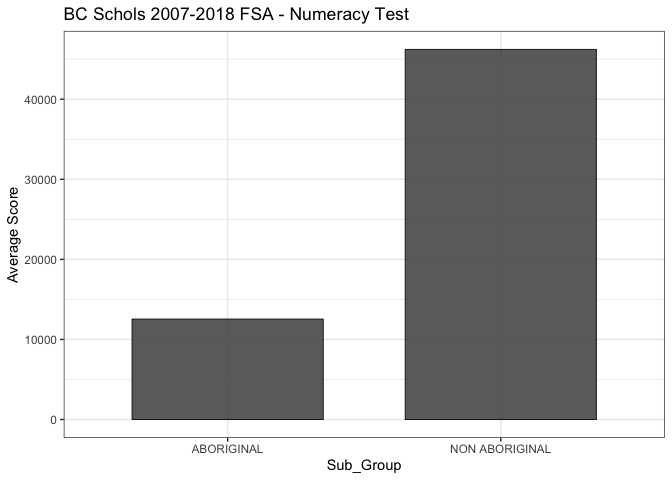 BC Schols 2007-2018 FSA - Numeracy Test
Average Score
40000
30000
20000
10000
0
ABORIGINAL
NON ABORIGINAL
Sub_Group